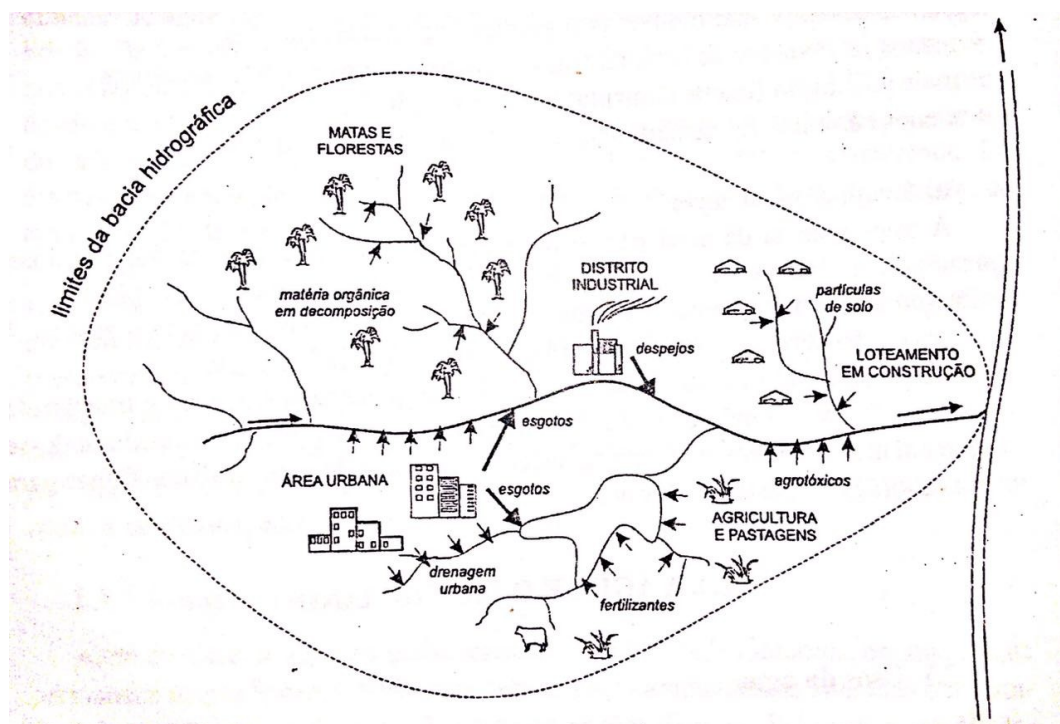 limites da bacia hidrográfica
MATAS E
FLORESTAS
matéria orgânica
em decomposição
DISTRITO
INDUSTRIAL
despejos
partículas
de solo
LOTEAMENTO
EM CONSTRUÇÃO
esgotos
ÁREA URBANA
esgotos
agrotóxicos
AGRICULTURA
E PASTAGENS
drenagem
urbana
fertilizantes